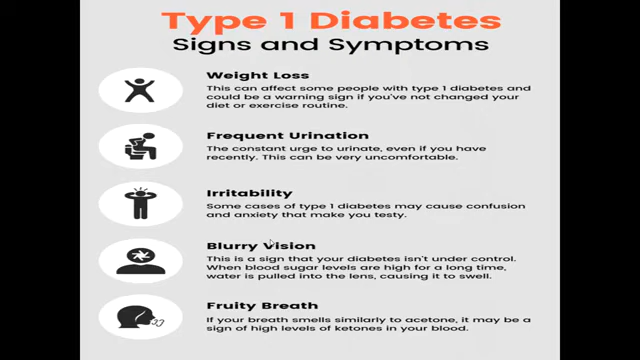 Type 1 Diabetes
Signs and Symptoms
Weight Loss
This can affect some people with type 1 diabetes and
could be a warning sign if you've not changed your
diet or exercise routine.
Frequent Urination
The constant urge to urinate, even if you have
recently. This can be very uncomfortable.
Irritability
Some cases of type 1 diabetes may cause confusion
and anxiety that make you testy.
Blurry Vision
This is a sign that your diabetes isn't under control.
When blood sugar levels are high for a long time,
water is pulled into the lens, causing it to swell.
Fruity Breath
If your breath smells similarly to acetone, it may be a
sign of high levels of ketones in your blood.